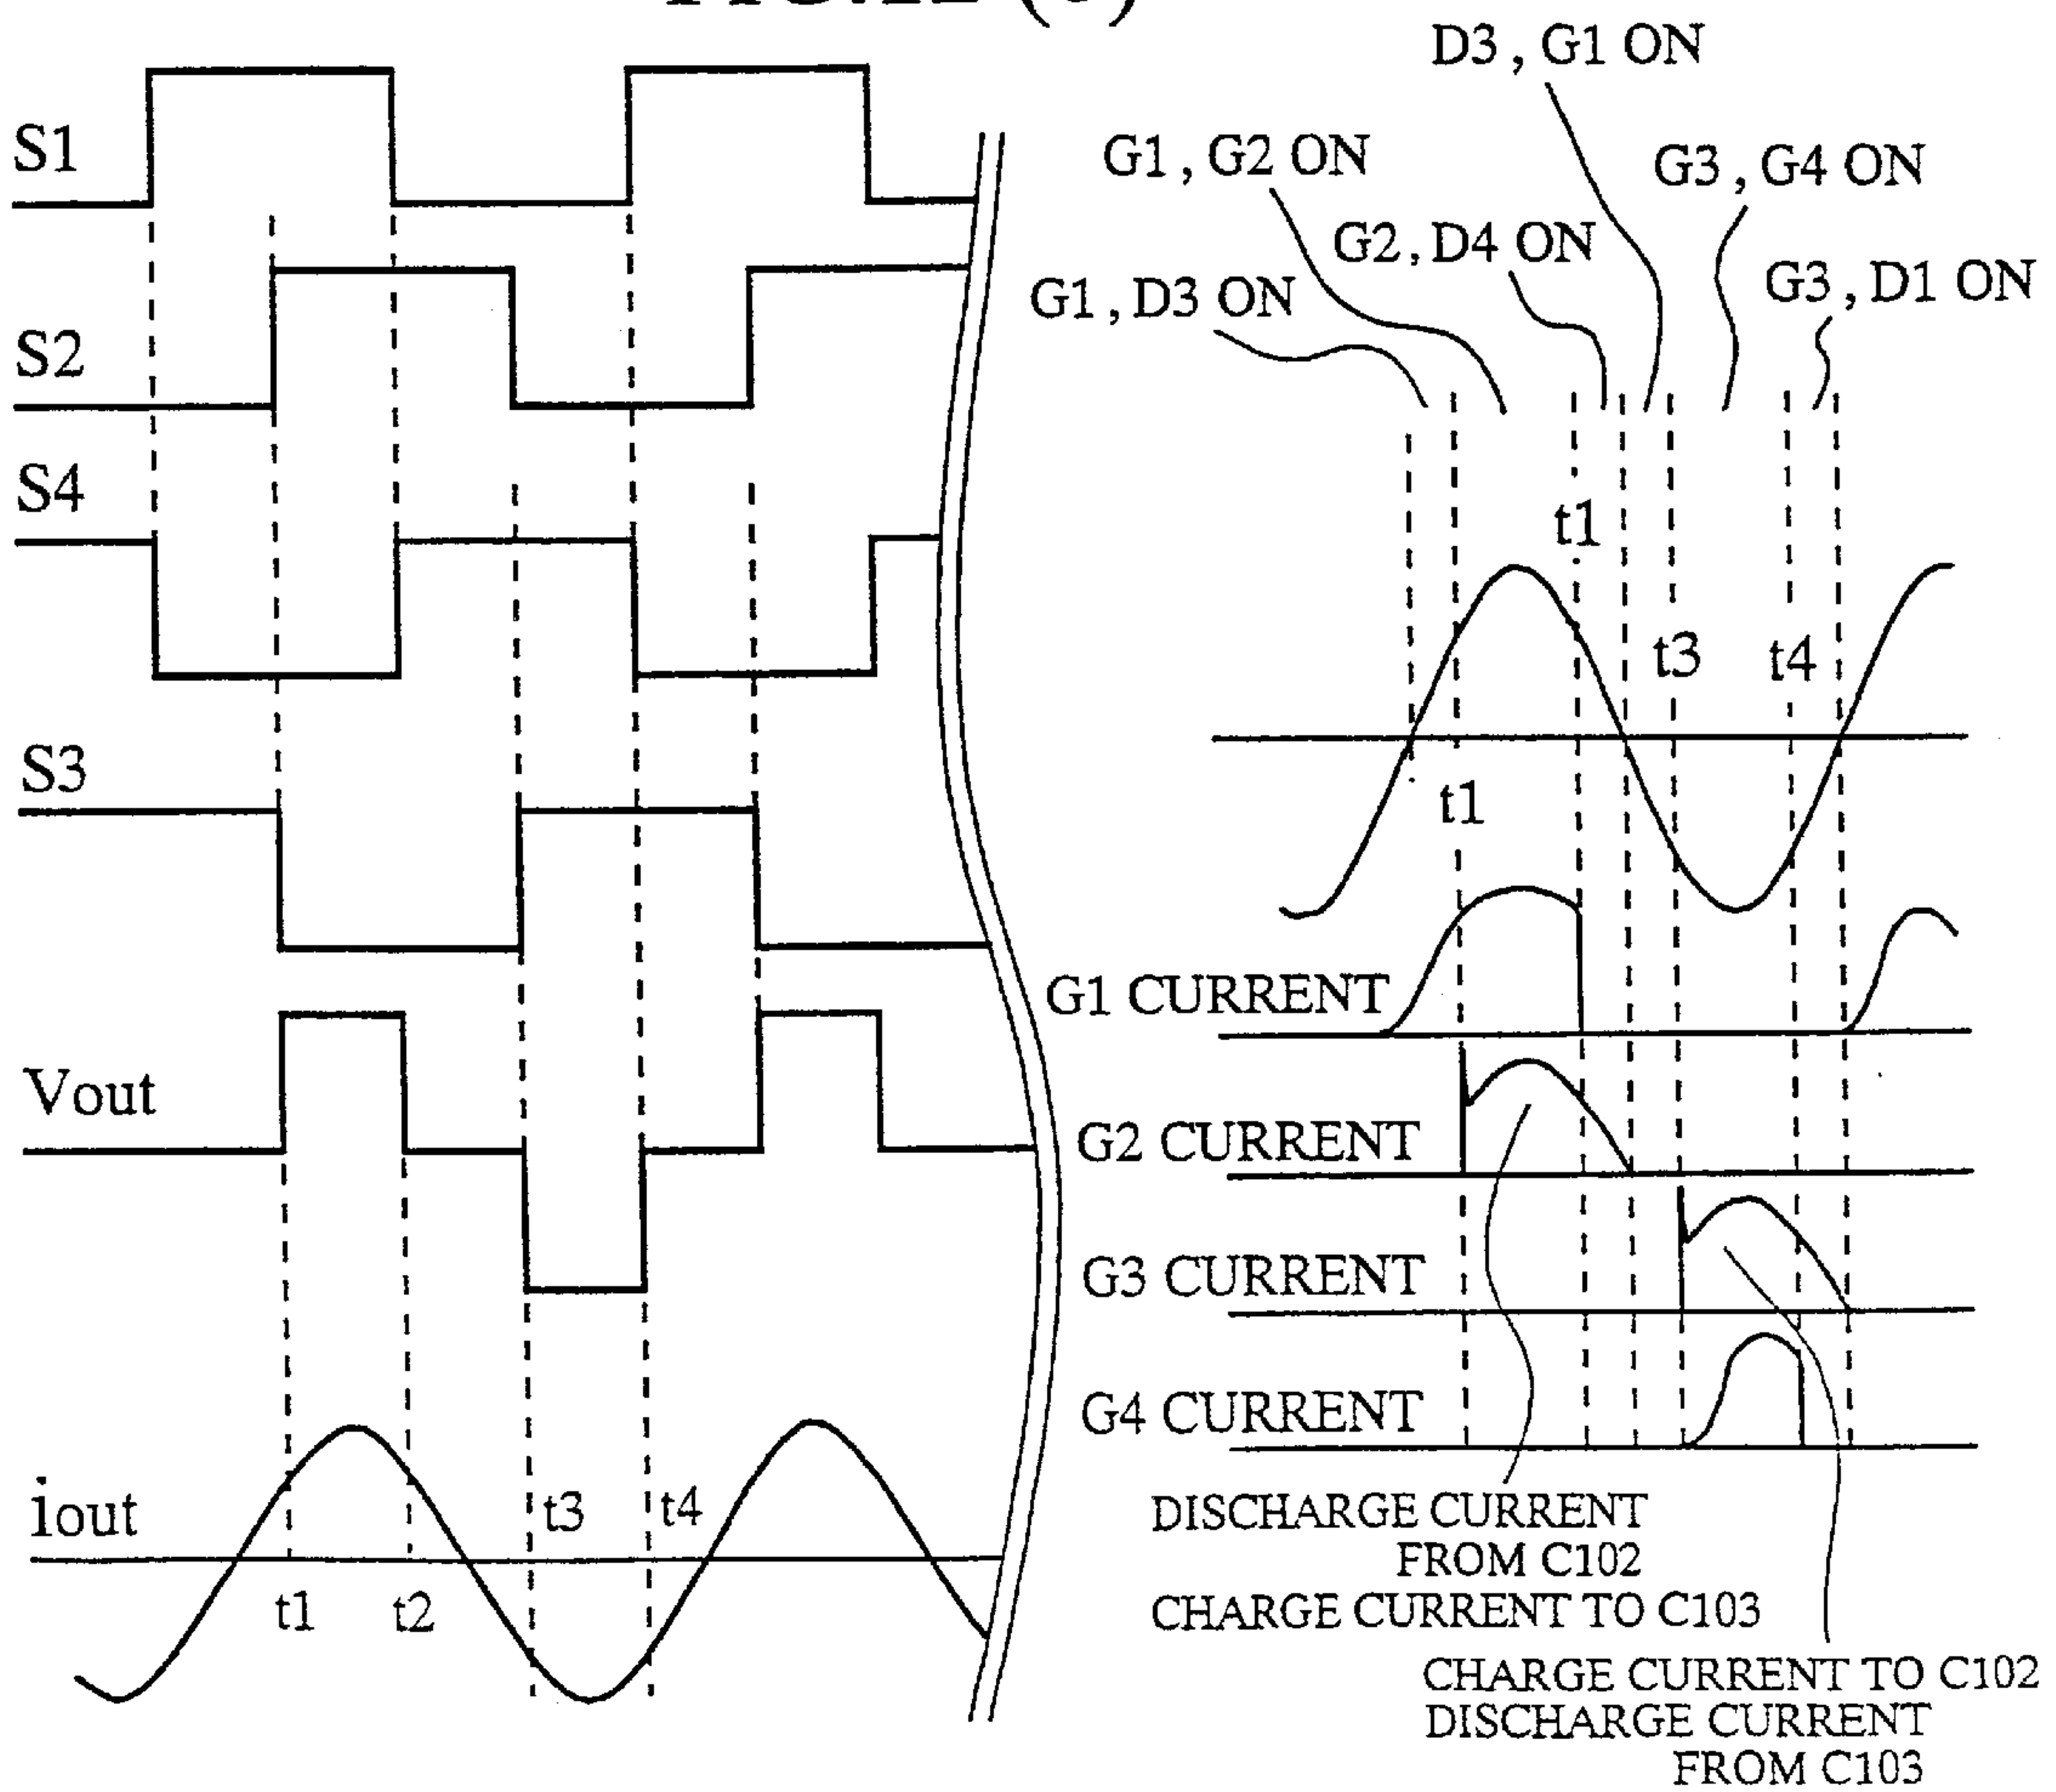 S1
S2
S4
S3
Vout
iout
t1
t2
t3
t4
D3, G1 ON
G1, G2 ON
G3, G4 ON
G2, D4 ON
G3, D1 ON
G1, D3 ON
t1
t3
t4
t1
G1 CURRENT
G2 CURRENT
G3 CURRENT
G4 CURRENT
DISCHARGE CURRENT
FROM C102
CHARGE CURRENT TO C103
CHARGE CURRENT TO C102
DISCHARGE CURRENT
FROM C103